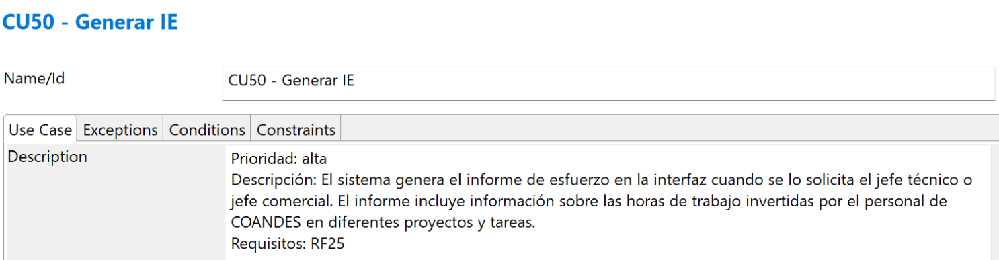 CU50 - Generar IE
Name/Id
CU50 - Generar IE
Use Case Exceptions Conditions Constraints
Description
Prioridad: alta
Descripción: El sistema genera el informe de esfuerzo en la interfaz cuando se lo solicita el jefe técnico o
jefe comercial. El informe incluye información sobre las horas de trabajo invertidas por el personal de
COANDES en diferentes proyectos y tareas.
Requisitos: RF25